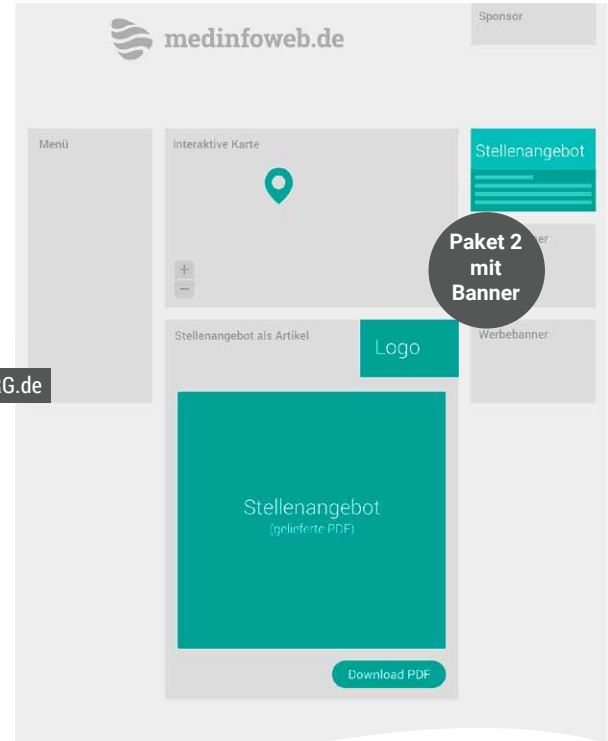 medinfoweb.de
Sponsor
Menü
interaktive Karte
Stellenangebot
Paket 2
mit
Banner
+
−
Stellenangebot als Artikel
Logo
Werbebanner
G.de
Stellenangebot
(gelieferte PDF)
Download PDF